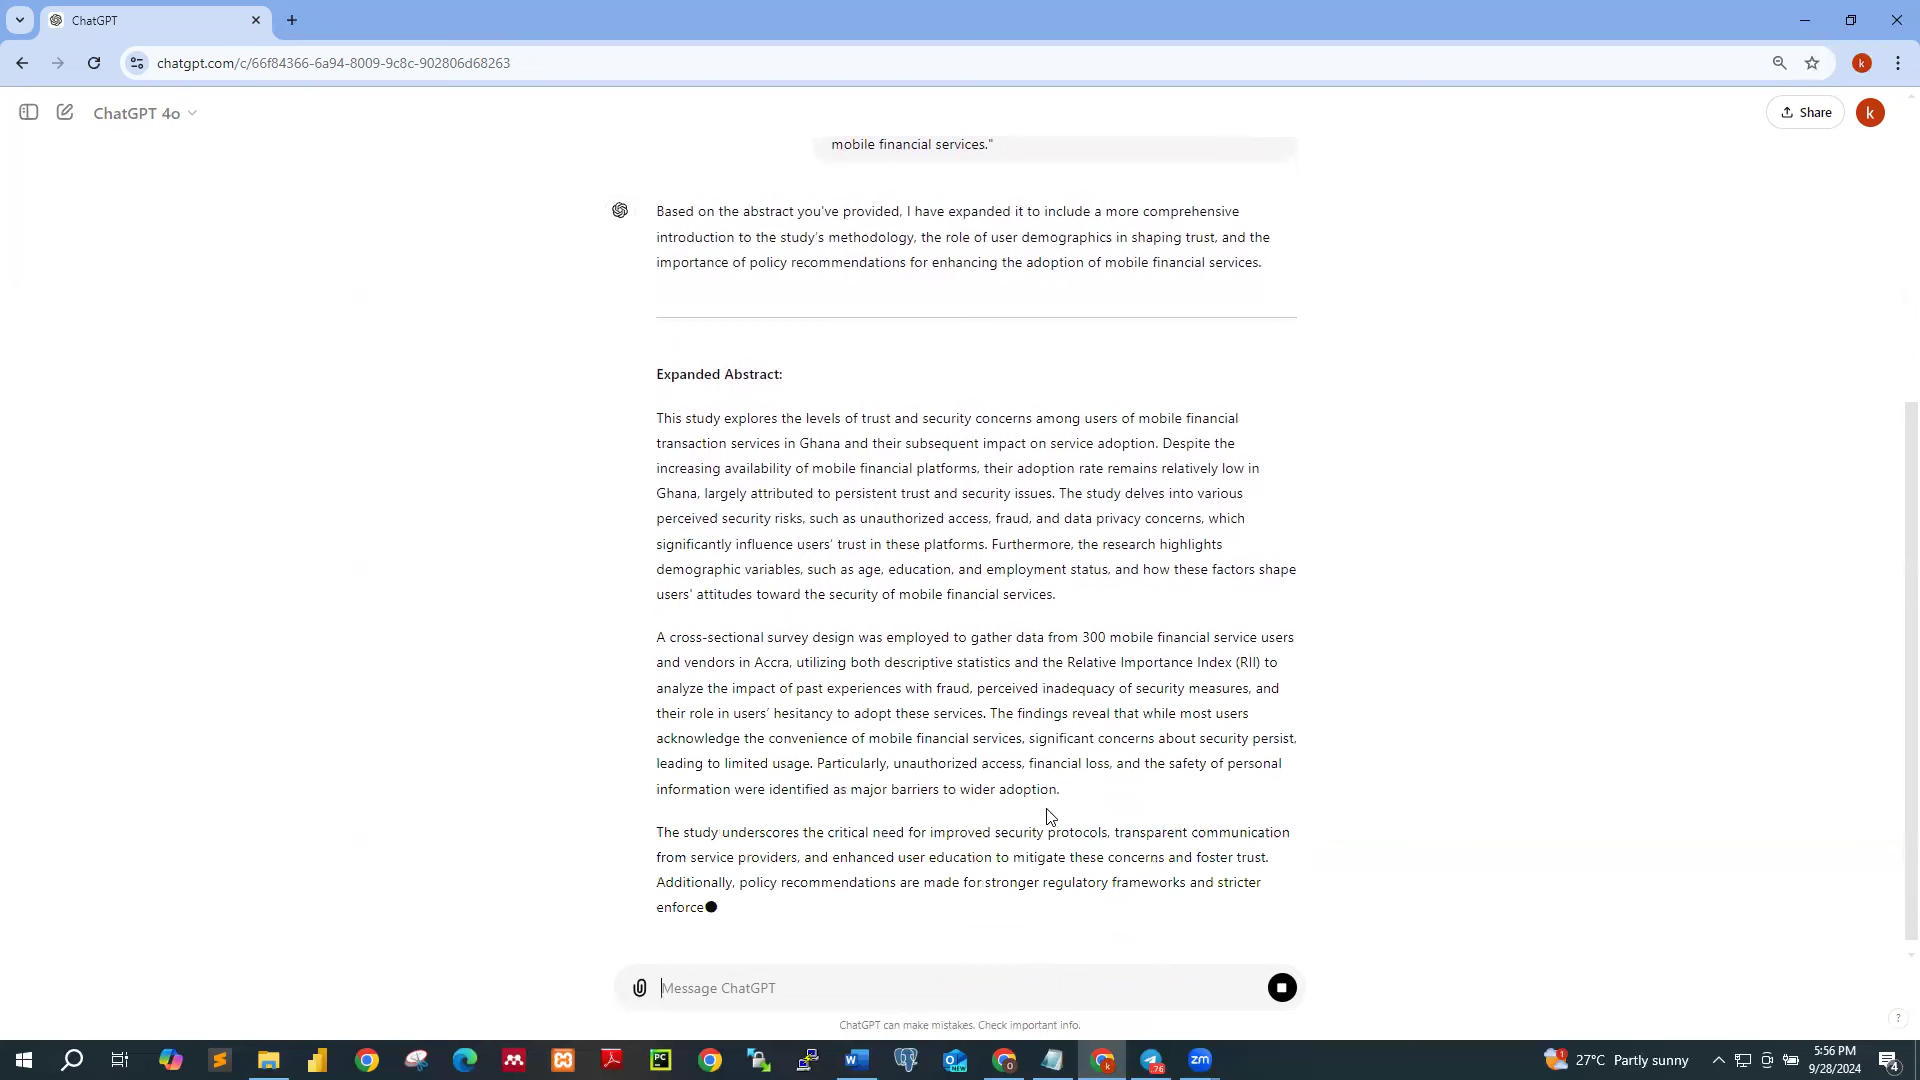 ChatGPT
chatgpt.com/c/66f84366-6a94-8009-9c8c-902806d68263
k
ChatGPT 4o
Share
k
mobile financial services."
Based on the abstract you've provided, I have expanded it to include a more comprehensive
introduction to the study's methodology, the role of user demographics in shaping trust, and the
importance of policy recommendations for enhancing the adoption of mobile financial services.
Expanded Abstract:
This study explores the levels of trust and security concerns among users of mobile financial
transaction services in Ghana and their subsequent impact on service adoption. Despite the
increasing availability of mobile financial platforms, their adoption rate remains relatively low in
Ghana, largely attributed to persistent trust and security issues. The study delves into various
perceived security risks, such as unauthorized access, fraud, and data privacy concerns, which
significantly influence users' trust in these platforms. Furthermore, the research highlights
demographic variables, such as age, education, and employment status, and how these factors shape
users' attitudes toward the security of mobile financial services.
A cross-sectional survey design was employed to gather data from 300 mobile financial service users
and vendors in Accra, utilizing both descriptive statistics and the Relative Importance Index (RII) to
analyze the impact of past experiences with fraud, perceived inadequacy of security measures, and
their role in users' hesitancy to adopt these services. The findings reveal that while most users
acknowledge the convenience of mobile financial services, significant concerns about security persist,
leading to limited usage. Particularly, unauthorized access, financial loss, and the safety of personal
information were identified as major barriers to wider adoption.
The study underscores the critical need for improved security protocols, transparent communication
from service providers, and enhanced user education to mitigate these concerns and foster trust.
Additionally, policy recommendations are made for stronger regulatory frameworks and stricter
enforce
Message ChatGPT
ChatGPT can make mistakes. Check important info.
?
PC
W
NEW
k
.76
zm
1
27°C Partly sunny
5:56 PM
9/28/2024
4